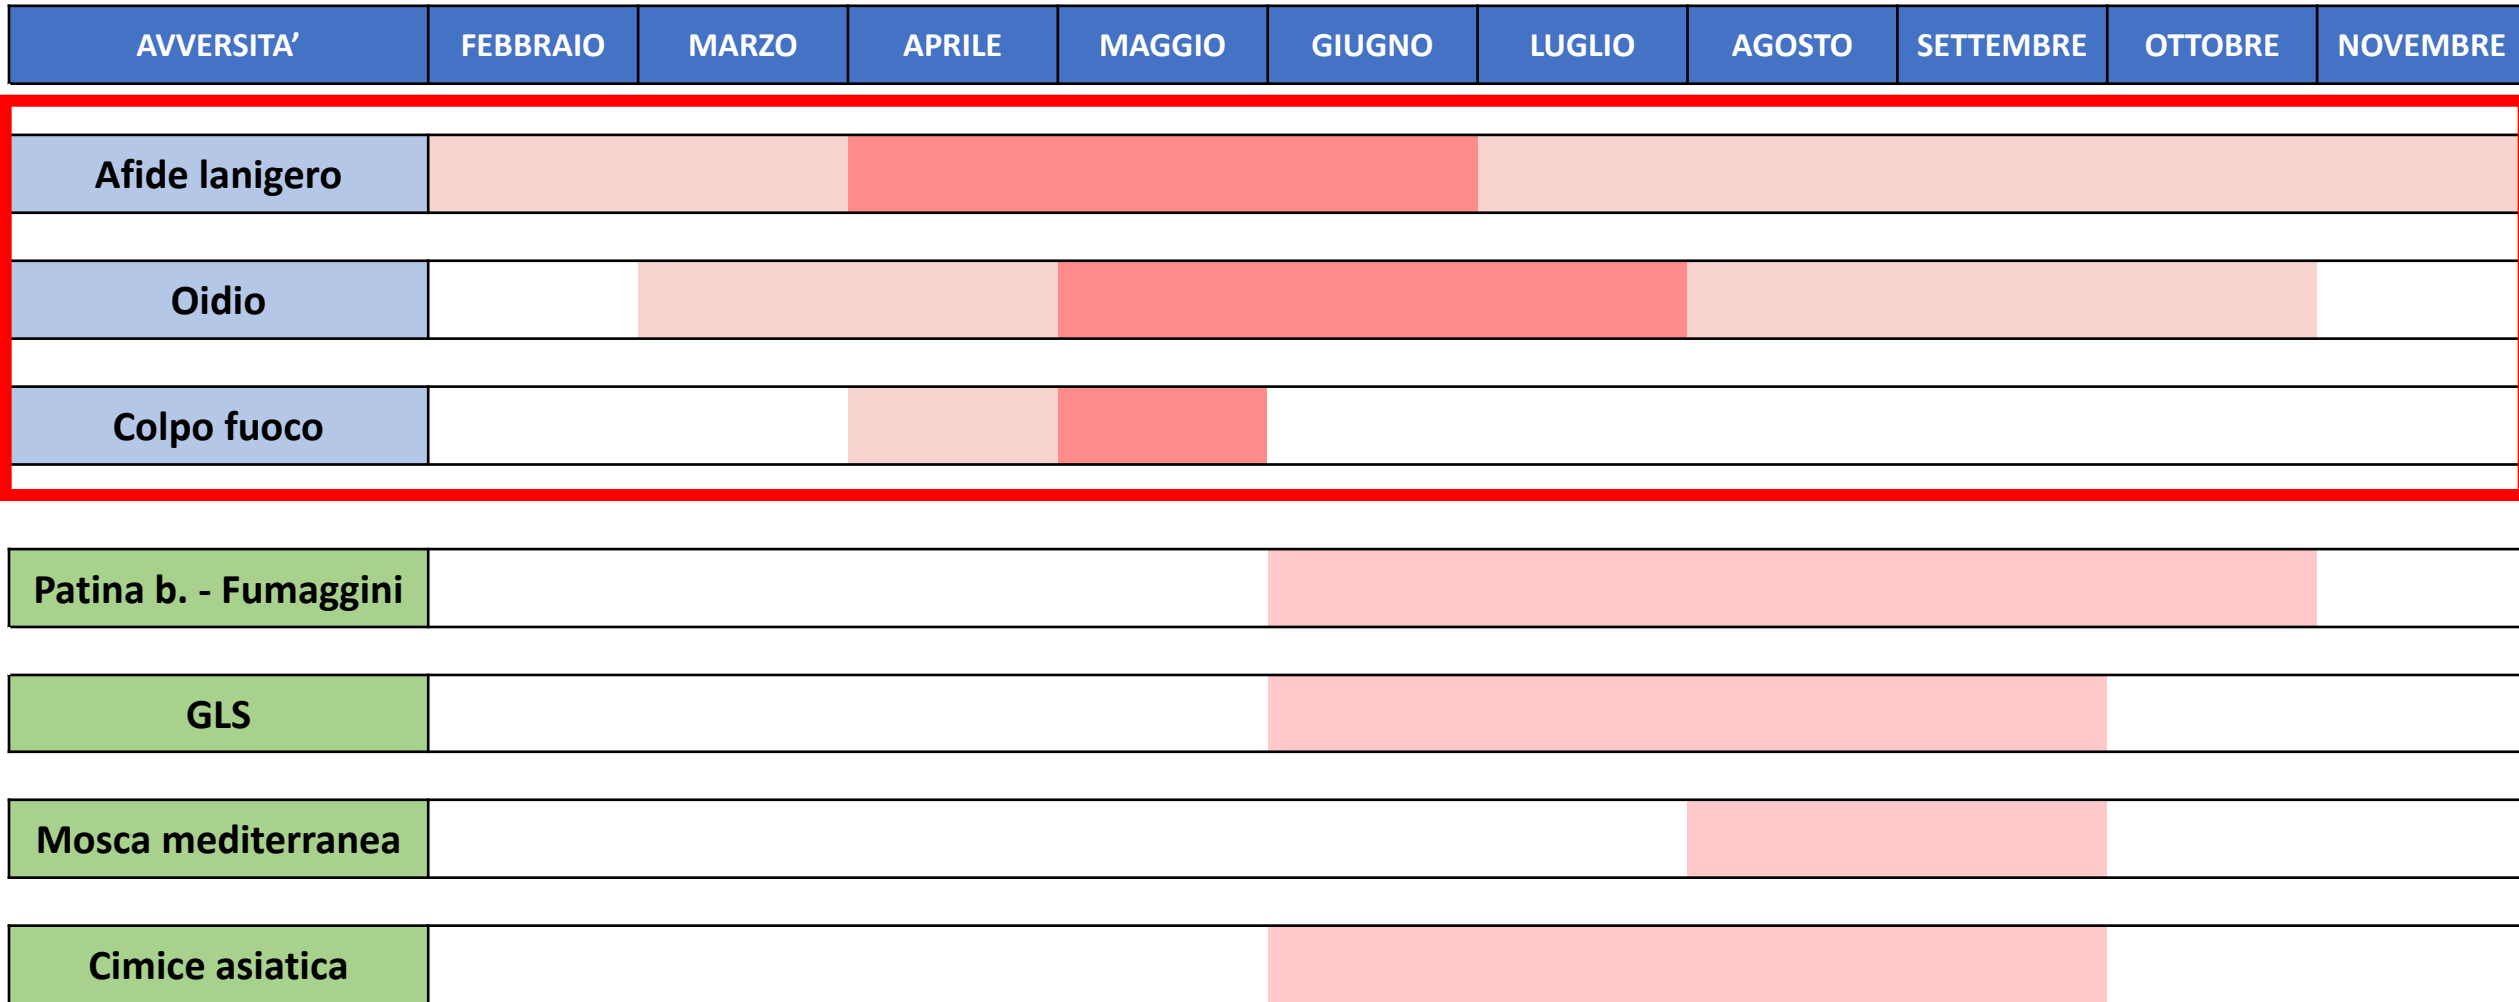 AVVERSITA’ FEBBRAIO MARZO APRILE MAGGIO GIUGNO LUGLIO AGOSTO SETTEMBRE OTTOBRE NOVEMBRE
Afide lanigero
Oidio
Colpo fuoco
Patina b. - Fumaggini
GLS
Mosca mediterranea
Cimice asiatica